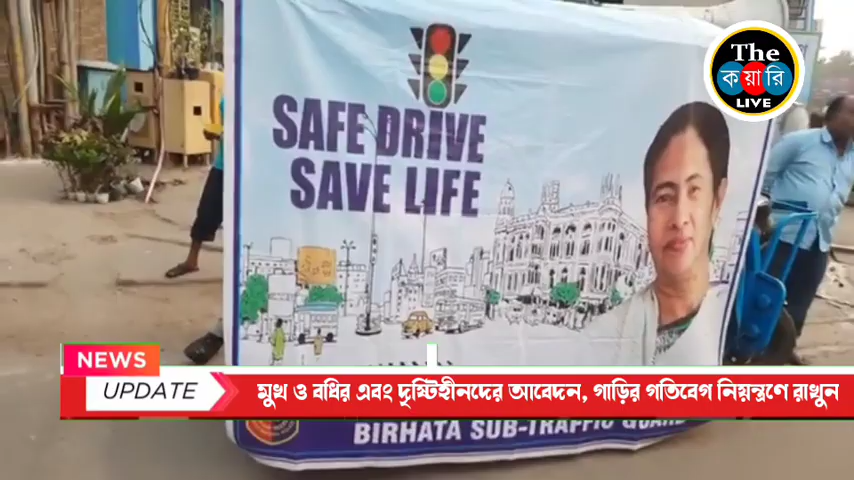 The
কয়ারি
LIVE
SAFE DRIVE
SAVE LIFE
NEWS
UPDATE
মুখ ও বধির এবং দৃষ্টিহীনদের আবেদন, গাড়ির গতিবেগ নিয়ন্ত্রণে রাখুন
BIRHATA SUB-TRAFFIC GUARD